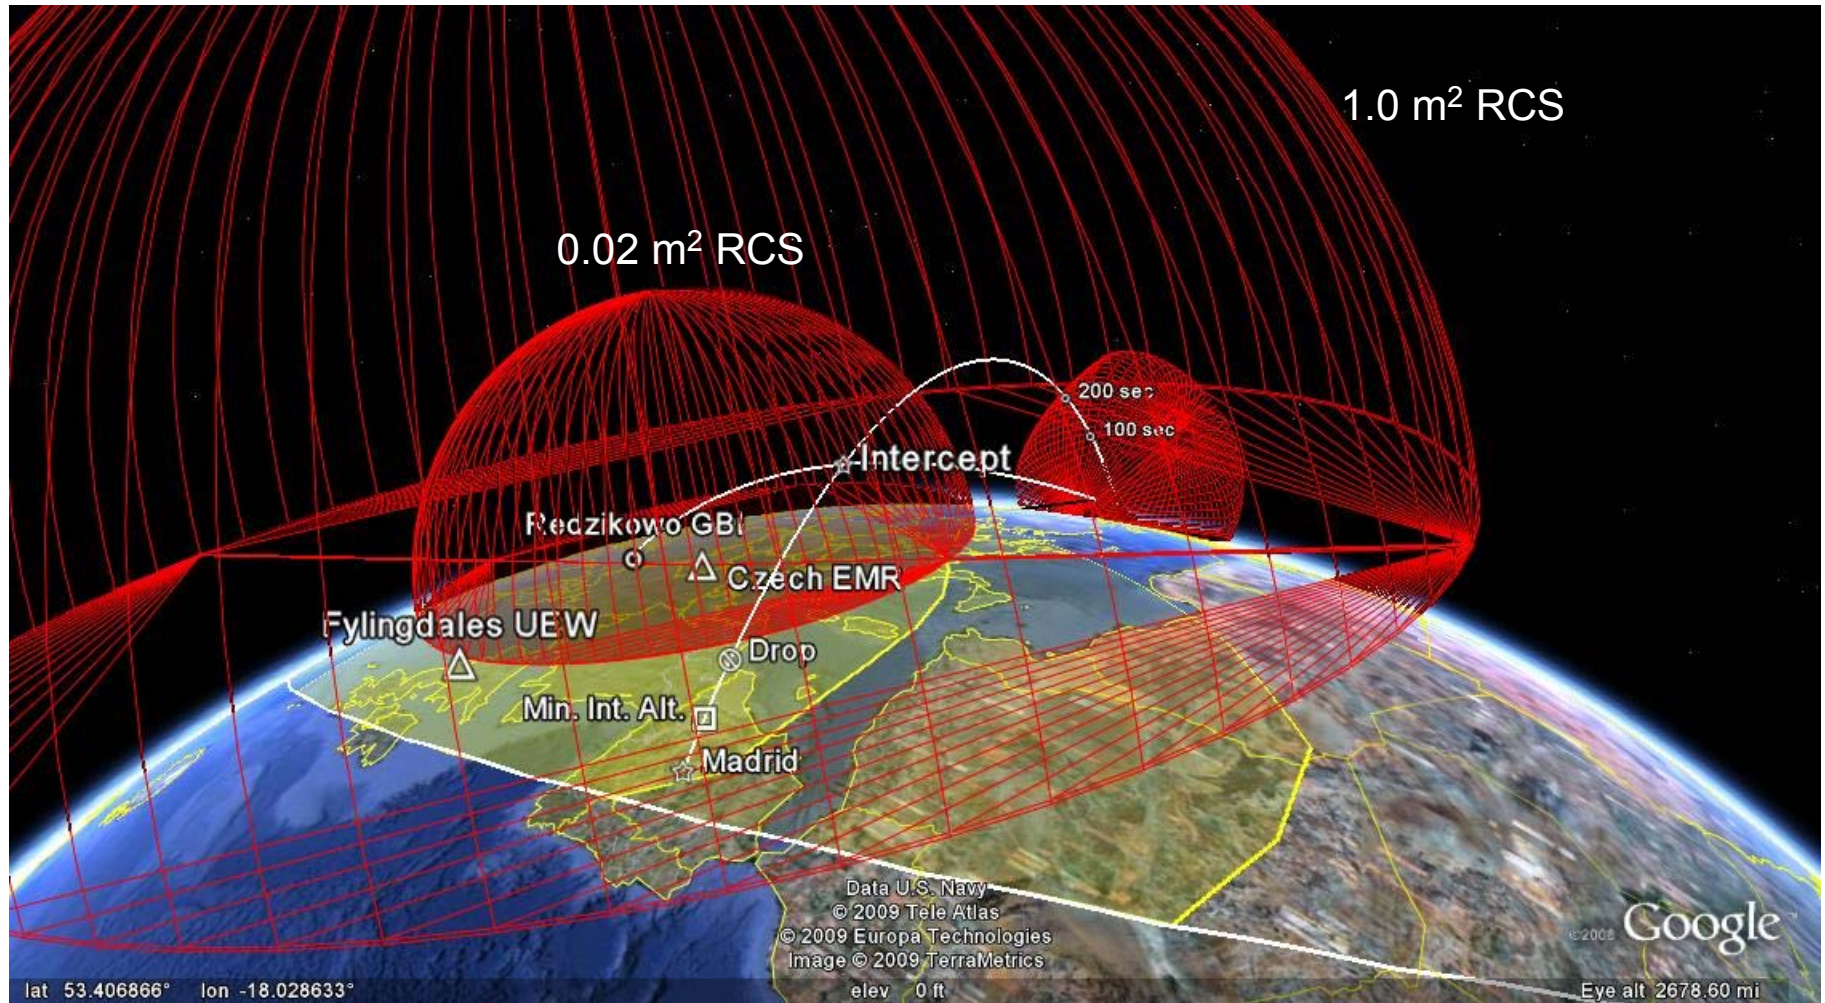 1.0 m² RCS
0.02 m² RCS
200 sec
100 sec
Intercept
Redzikowo GBI
Czech EMR
Fylingdales UEW
Drop
Min. Int. Alt.
Madrid
Data U.S. Navy
© 2009 Tele Atlas
© 2009 Europa Technologies
Image © 2009 TerraMetrics
©2008 Google
lat 53.406866° lon -18.028633° elev 0 ft Eye alt 2678.60 mi